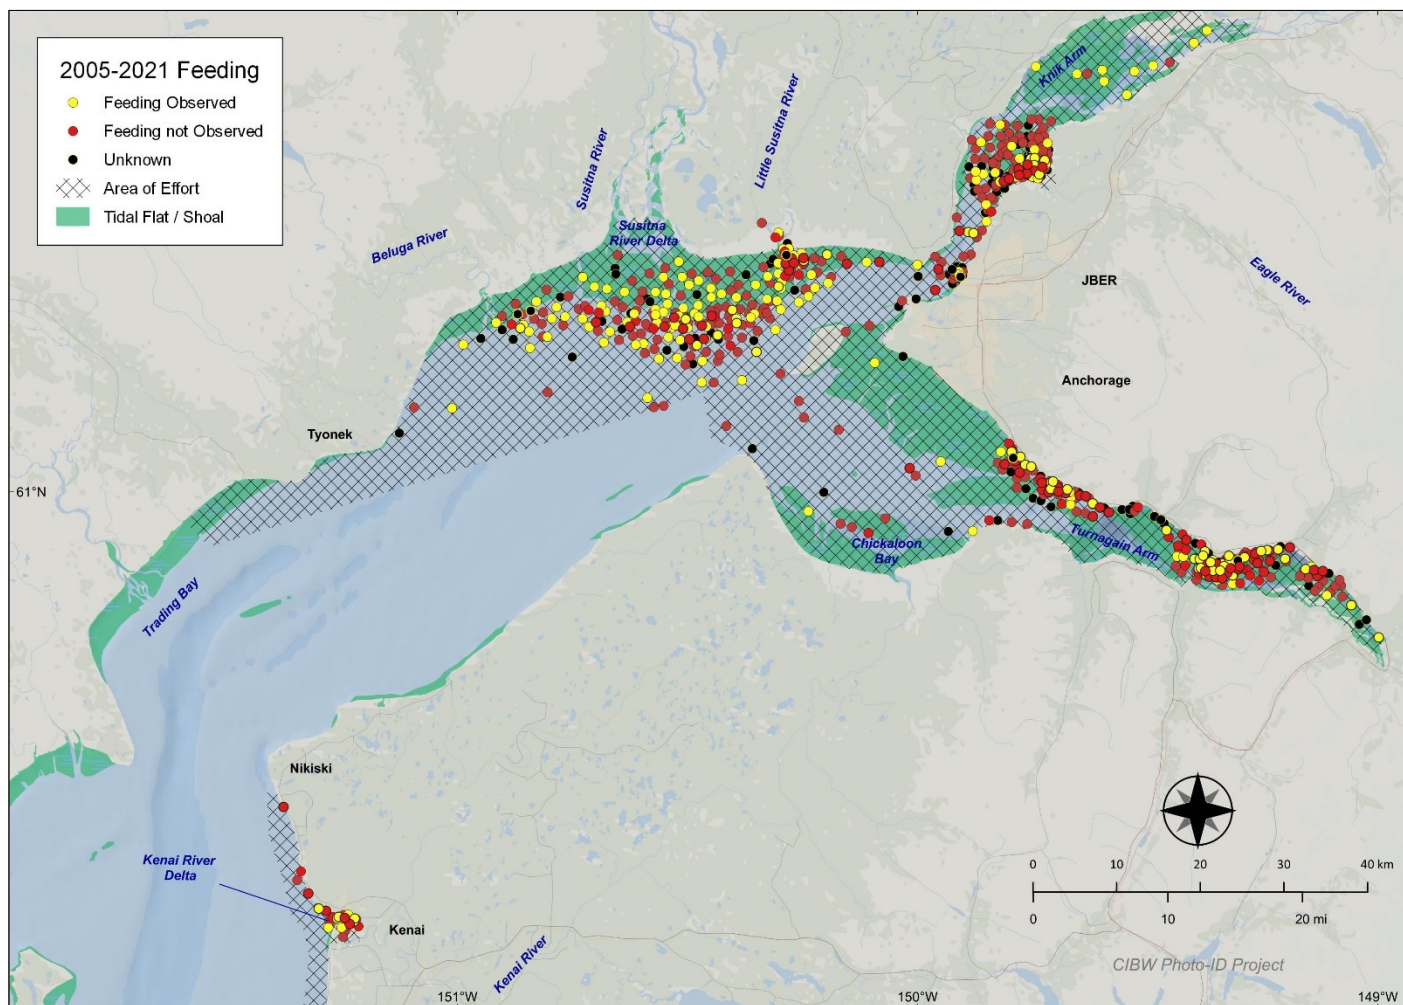 2005-2021 Feeding
Feeding Observed
Feeding not Observed
Unknown
Area of Effort
Tidal Flat / Shoal
Knik Arm
Little Susitna River
Susitna River
Susitna
River Delta
Beluga River
Eagle River
JBER
Anchorage
Tyonek
61°N
Turnagain Arm
Chickaloon
Bay
Trading Bay
Nikiski
Kenai River
Delta
Kenai
Kenai River
0 10 20 30 40 km
0 10 20 mi
CIBW Photo-ID Project
151°W
150°W
149°W